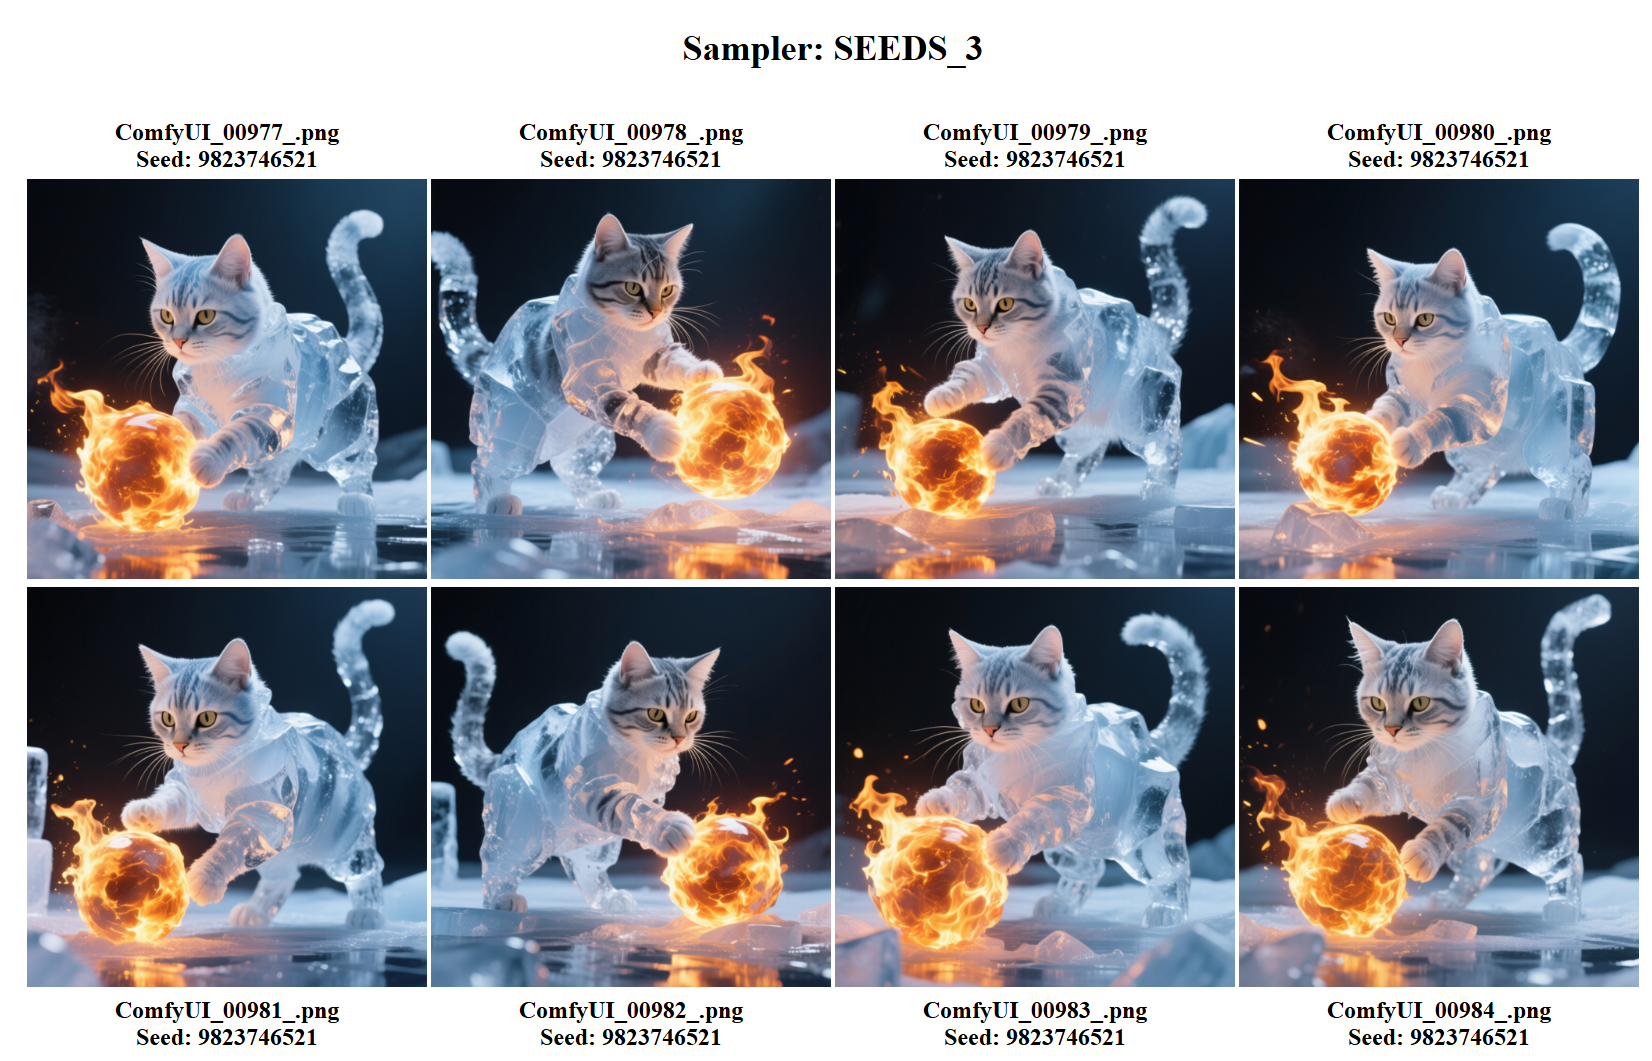 Sampler: SEEDS_3
ComfyUI_00977_.png
Seed: 9823746521
ComfyUI_00978_.png
Seed: 9823746521
ComfyUI_00979_.png
Seed: 9823746521
ComfyUI_00980_.png
Seed: 9823746521
ComfyUI_00981_.png
Seed: 9823746521
ComfyUI_00982_.png
Seed: 9823746521
ComfyUI_00983_.png
Seed: 9823746521
ComfyUI_00984_.png
Seed: 9823746521